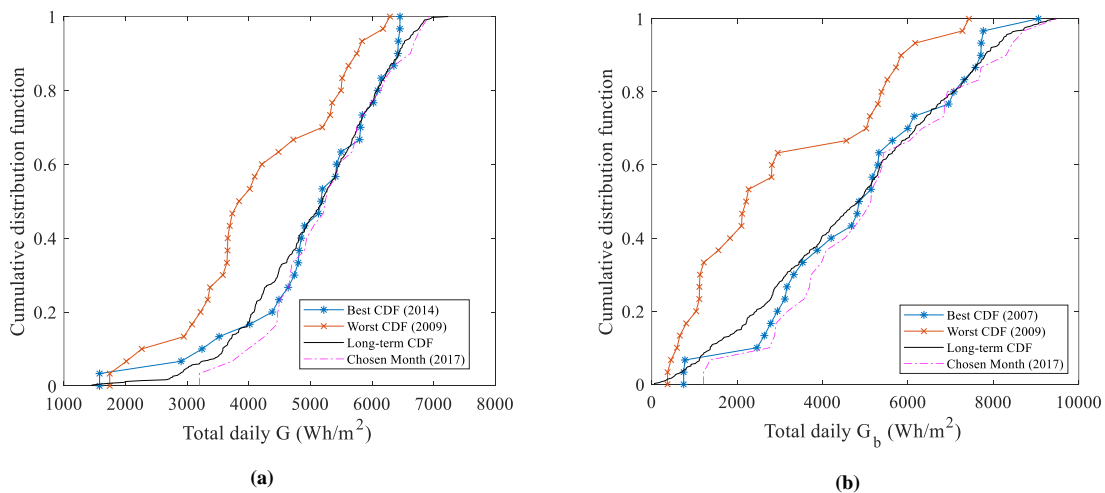 1
0.8
0.6
0.4
0.2
0
Cumulative distribution function
1000 2000 3000 4000 5000 6000 7000 8000
Total daily G (Wh/m²)
Best CDF (2014)
Worst CDF (2009)
Long-term CDF
Chosen Month (2017)
(a)
1
0.8
0.6
0.4
0.2
0
Cumulative distribution function
0 2000 4000 6000 8000 10000
Total daily G_b (Wh/m²)
Best CDF (2007)
Worst CDF (2009)
Long-term CDF
Chosen Month (2017)
(b)